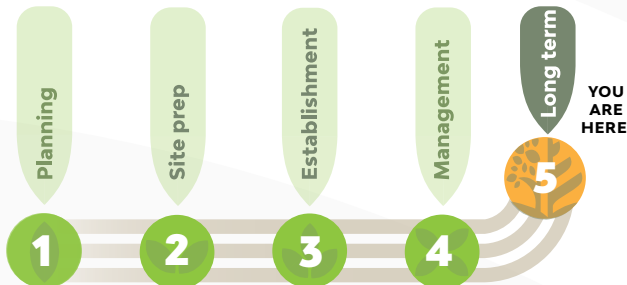 Planning
Site prep
Establishment
Management
Long term
YOU
ARE
HERE
1
2
3
4
5